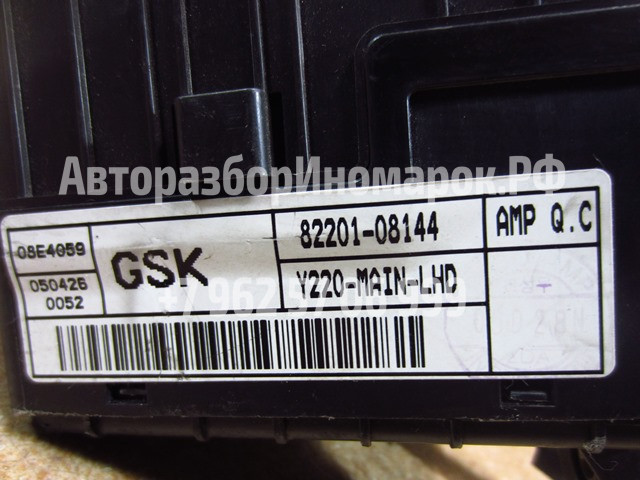 АвторазборИномарок.РФ
08E4059
050426
0052
GSK
82201-08144
Y220-MAIN-LHD
AMP Q.C